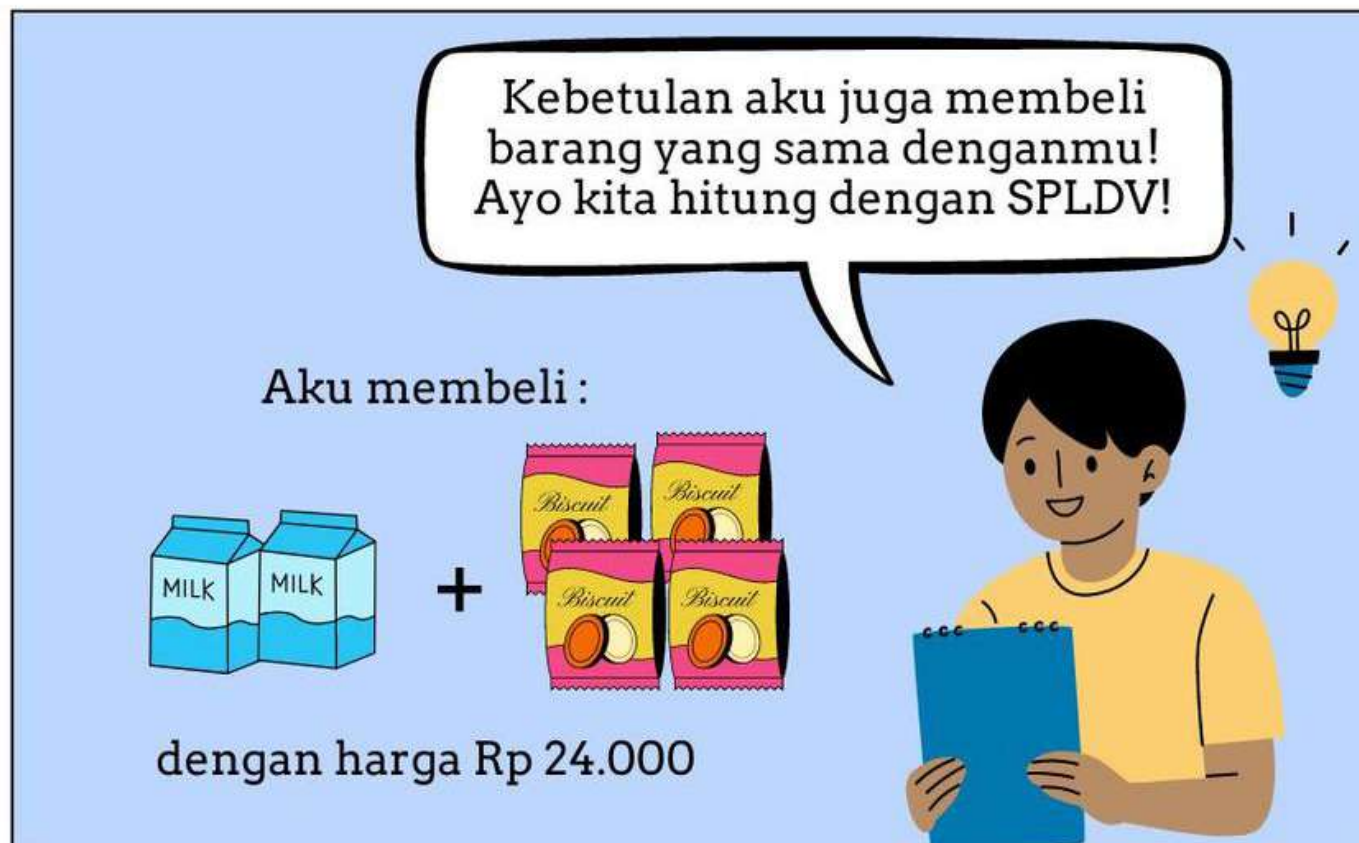 Kebetulan aku juga membeli
barang yang sama denganmu!
Ayo kita hitung dengan SPLDV!
Aku membeli :
Biscuit
Biscuit
MILK
MILK
+
Biscuit
Biscuit
dengan harga Rp 24.000